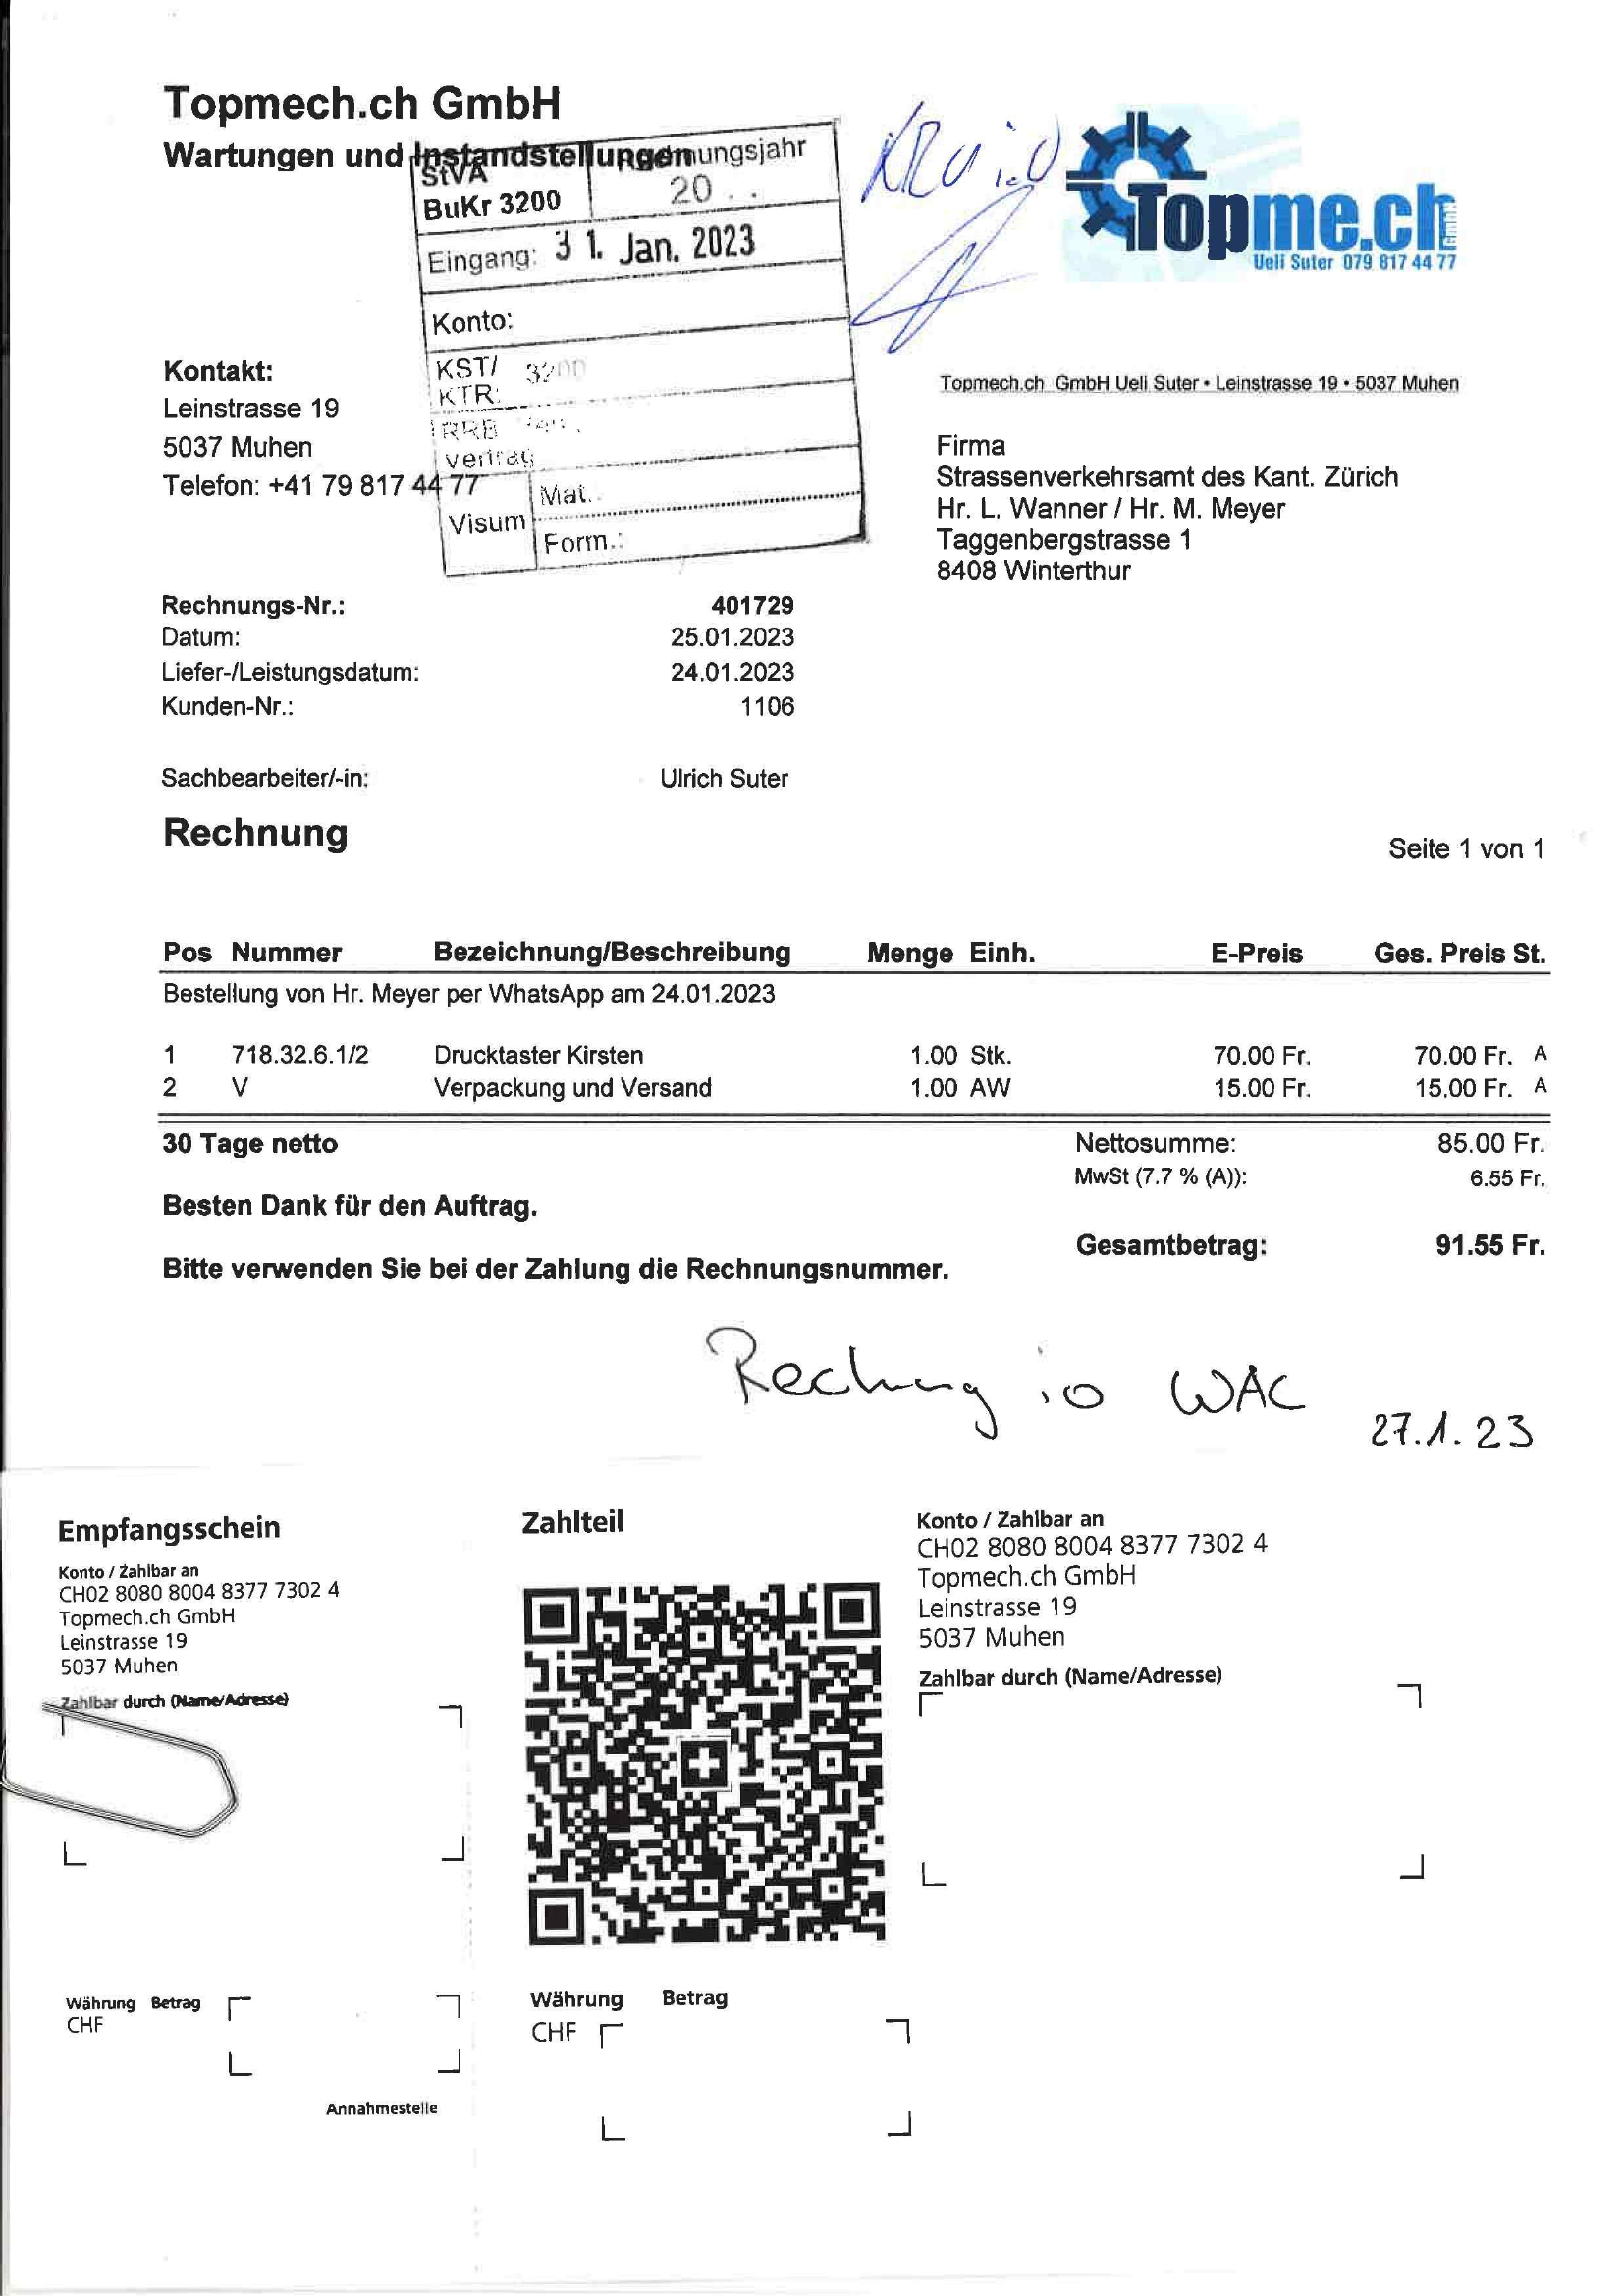 Topmech.ch GmbH
Wartungen und Instandstellungen
StVA
BuKr 3200
Rechnungsjahr
20 . .
Eingang: 31. Jan. 2023
Konto:
KST/ 3200
KTR:
RRB
Vertrag
Visum
Mat.:
Form.:
Topme.ch
GmbH
Ueli Suter 079 817 44 77
Kontakt:
Leinstrasse 19
5037 Muhen
Telefon: +41 79 817 44 77
Topmech.ch GmbH Ueli Suter • Leinstrasse 19 • 5037 Muhen
Firma
Strassenverkehrsamt des Kant. Zürich
Hr. L. Wanner / Hr. M. Meyer
Taggenbergstrasse 1
8408 Winterthur
Rechnungs-Nr.: 401729
Datum: 25.01.2023
Liefer-/Leistungsdatum: 24.01.2023
Kunden-Nr.: 1106
Sachbearbeiter/-in: Ulrich Suter
Rechnung
Seite 1 von 1
Pos Nummer Bezeichnung/Beschreibung Menge Einh. E-Preis Ges. Preis St.
Bestellung von Hr. Meyer per WhatsApp am 24.01.2023
1 718.32.6.1/2 Drucktaster Kirsten 1.00 Stk. 70.00 Fr. 70.00 Fr. A
2 V Verpackung und Versand 1.00 AW 15.00 Fr. 15.00 Fr. A
30 Tage netto
Nettosumme: 85.00 Fr.
MwSt (7.7 % (A)): 6.55 Fr.
Besten Dank für den Auftrag.
Gesamtbetrag: 91.55 Fr.
Bitte verwenden Sie bei der Zahlung die Rechnungsnummer.
Rechnung io WAC
27.1.23
Empfangsschein
Konto / Zahlbar an
CH02 8080 8004 8377 7302 4
Topmech.ch GmbH
Leinstrasse 19
5037 Muhen
Zahlbar durch (Name/Adresse)
Währung Betrag
CHF
Annahmestelle
Zahlteil
Währung Betrag
CHF
Konto / Zahlbar an
CH02 8080 8004 8377 7302 4
Topmech.ch GmbH
Leinstrasse 19
5037 Muhen
Zahlbar durch (Name/Adresse)